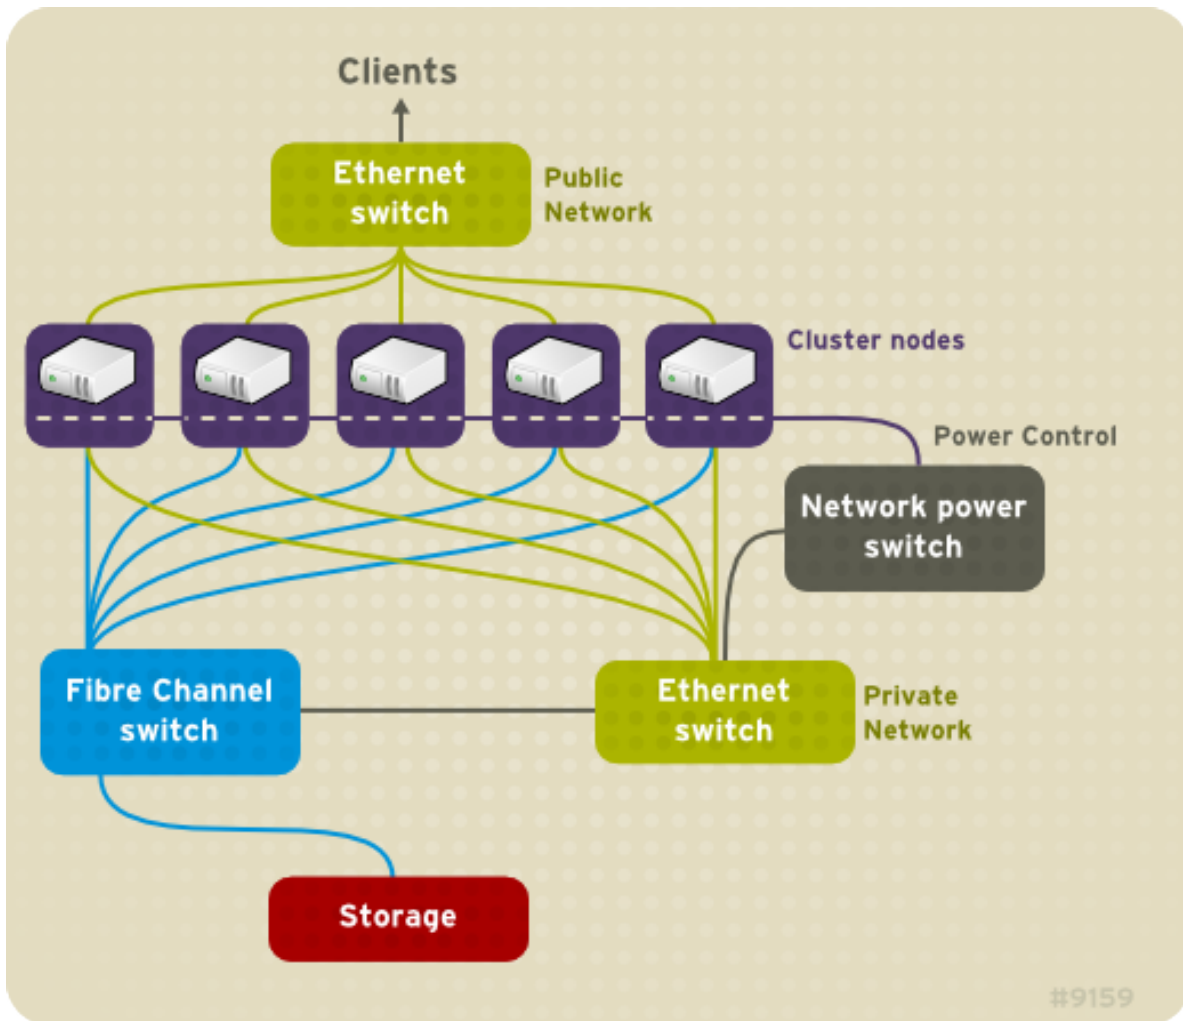 Clients
Ethernet
switch
Public
Network
Cluster nodes
Power Control
Network power
switch
Fibre Channel
switch
Ethernet
switch
Private
Network
Storage
#9159